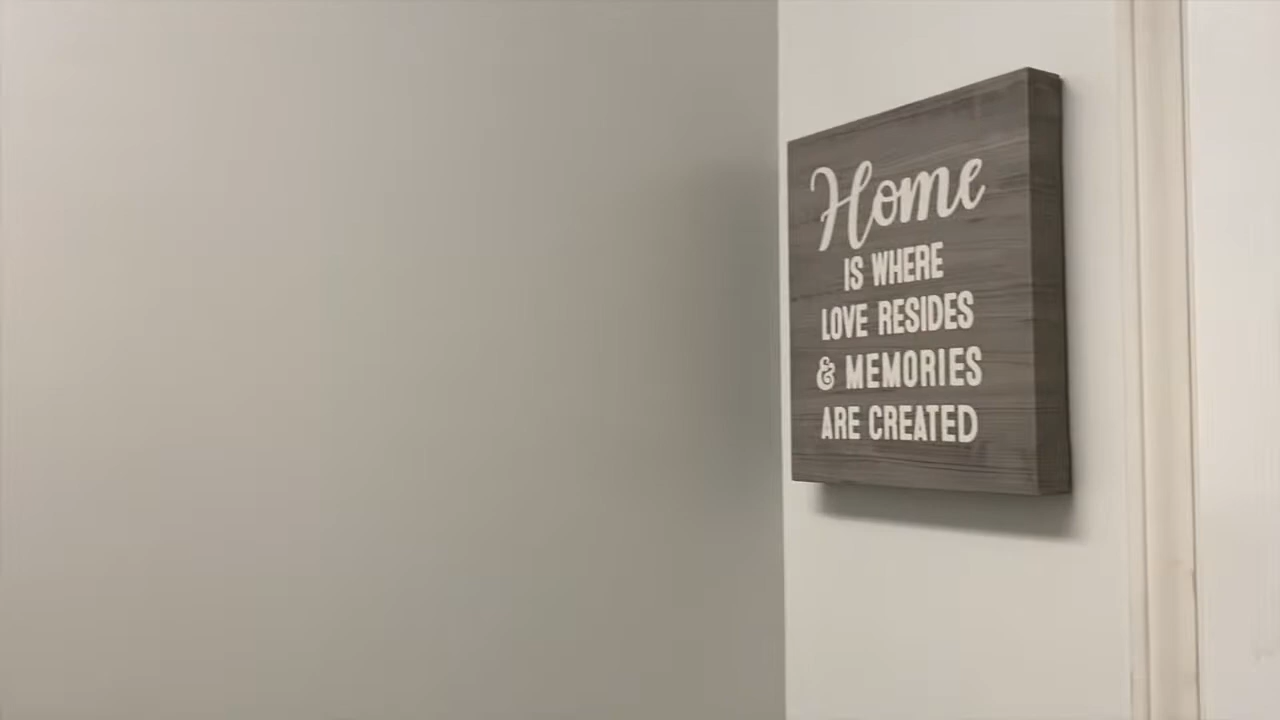 Home
IS WHERE
LOVE RESIDES
& MEMORIES
ARE CREATED